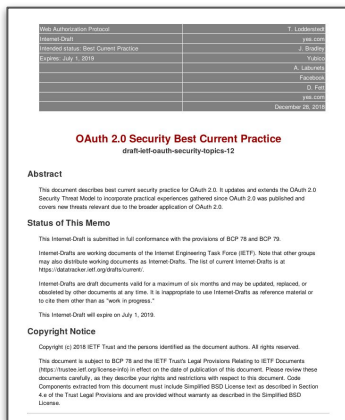 Web Authorization Protocol T. Lodderstedt
Internet-Draft yes.com
Intended status: Best Current Practice J. Bradley
Expires: July 1, 2019 Yubico
A. Labunets
Facebook
D. Fett
yes.com
December 28, 2018
OAuth 2.0 Security Best Current Practice
draft-ietf-oauth-security-topics-12
Abstract
This document describes best current security practice for OAuth 2.0. It updates and extends the OAuth 2.0
Security Threat Model to incorporate practical experiences gathered since OAuth 2.0 was published and
covers new threats relevant due to the broader application of OAuth 2.0.
Status of This Memo
This Internet-Draft is submitted in full conformance with the provisions of BCP 78 and BCP 79.
Internet-Drafts are working documents of the Internet Engineering Task Force (IETF). Note that other groups
may also distribute working documents as Internet-Drafts. The list of current Internet-Drafts is at
https://datatracker.ietf.org/drafts/current/.
Internet-Drafts are draft documents valid for a maximum of six months and may be updated, replaced, or
obsoleted by other documents at any time. It is inappropriate to use Internet-Drafts as reference material or
to cite them other than as "work in progress."
This Internet-Draft will expire on July 1, 2019.
Copyright Notice
Copyright (c) 2018 IETF Trust and the persons identified as the document authors. All rights reserved.
This document is subject to BCP 78 and the IETF Trust's Legal Provisions Relating to IETF Documents
(https://trustee.ietf.org/license-info) in effect on the date of publication of this document. Please review these
documents carefully, as they describe your rights and restrictions with respect to this document. Code
Components extracted from this document must include Simplified BSD License text as described in Section
4.e of the Trust Legal Provisions and are provided without warranty as described in the Simplified BSD
License.